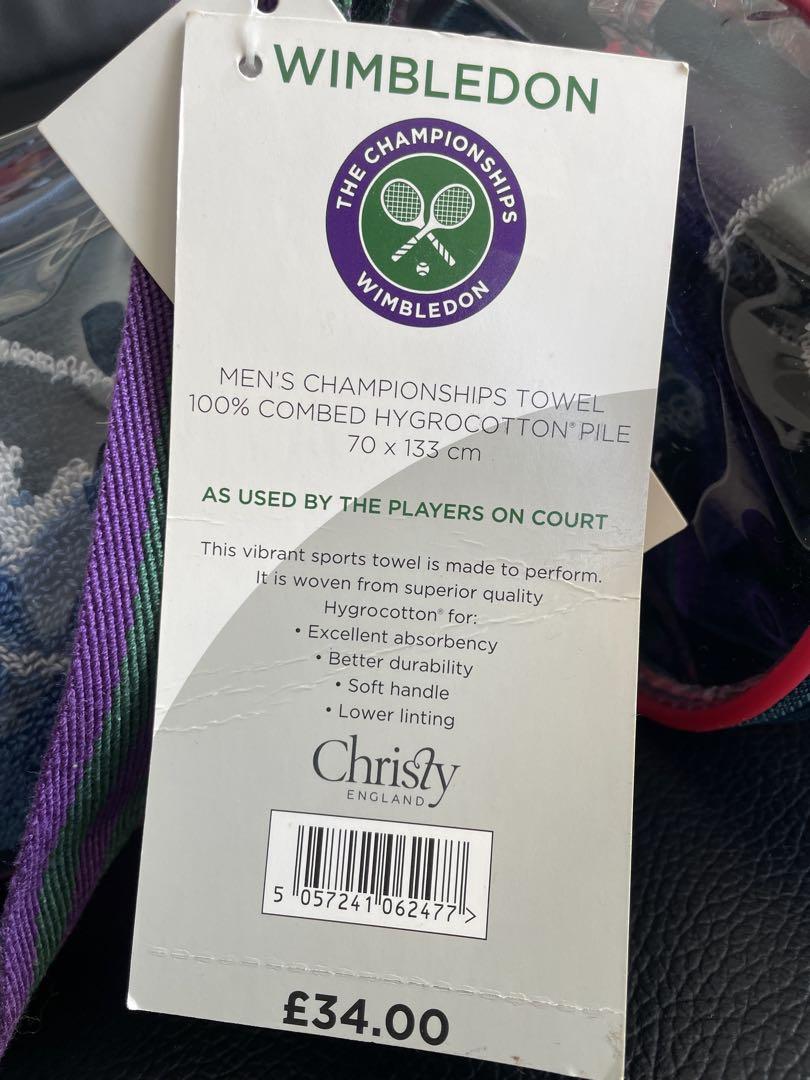 WIMBLEDON
THE CHAMPIONSHIPS
WIMBLEDON
MEN'S CHAMPIONSHIPS TOWEL
100% COMBED HYGROCOTTON® PILE
70 x 133 cm
AS USED BY THE PLAYERS ON COURT
This vibrant sports towel is made to perform.
It is woven from superior quality
Hygrocotton® for:
• Excellent absorbency
• Better durability
• Soft handle
• Lower linting
Christy
ENGLAND
5 057241 062477 >
£34.00